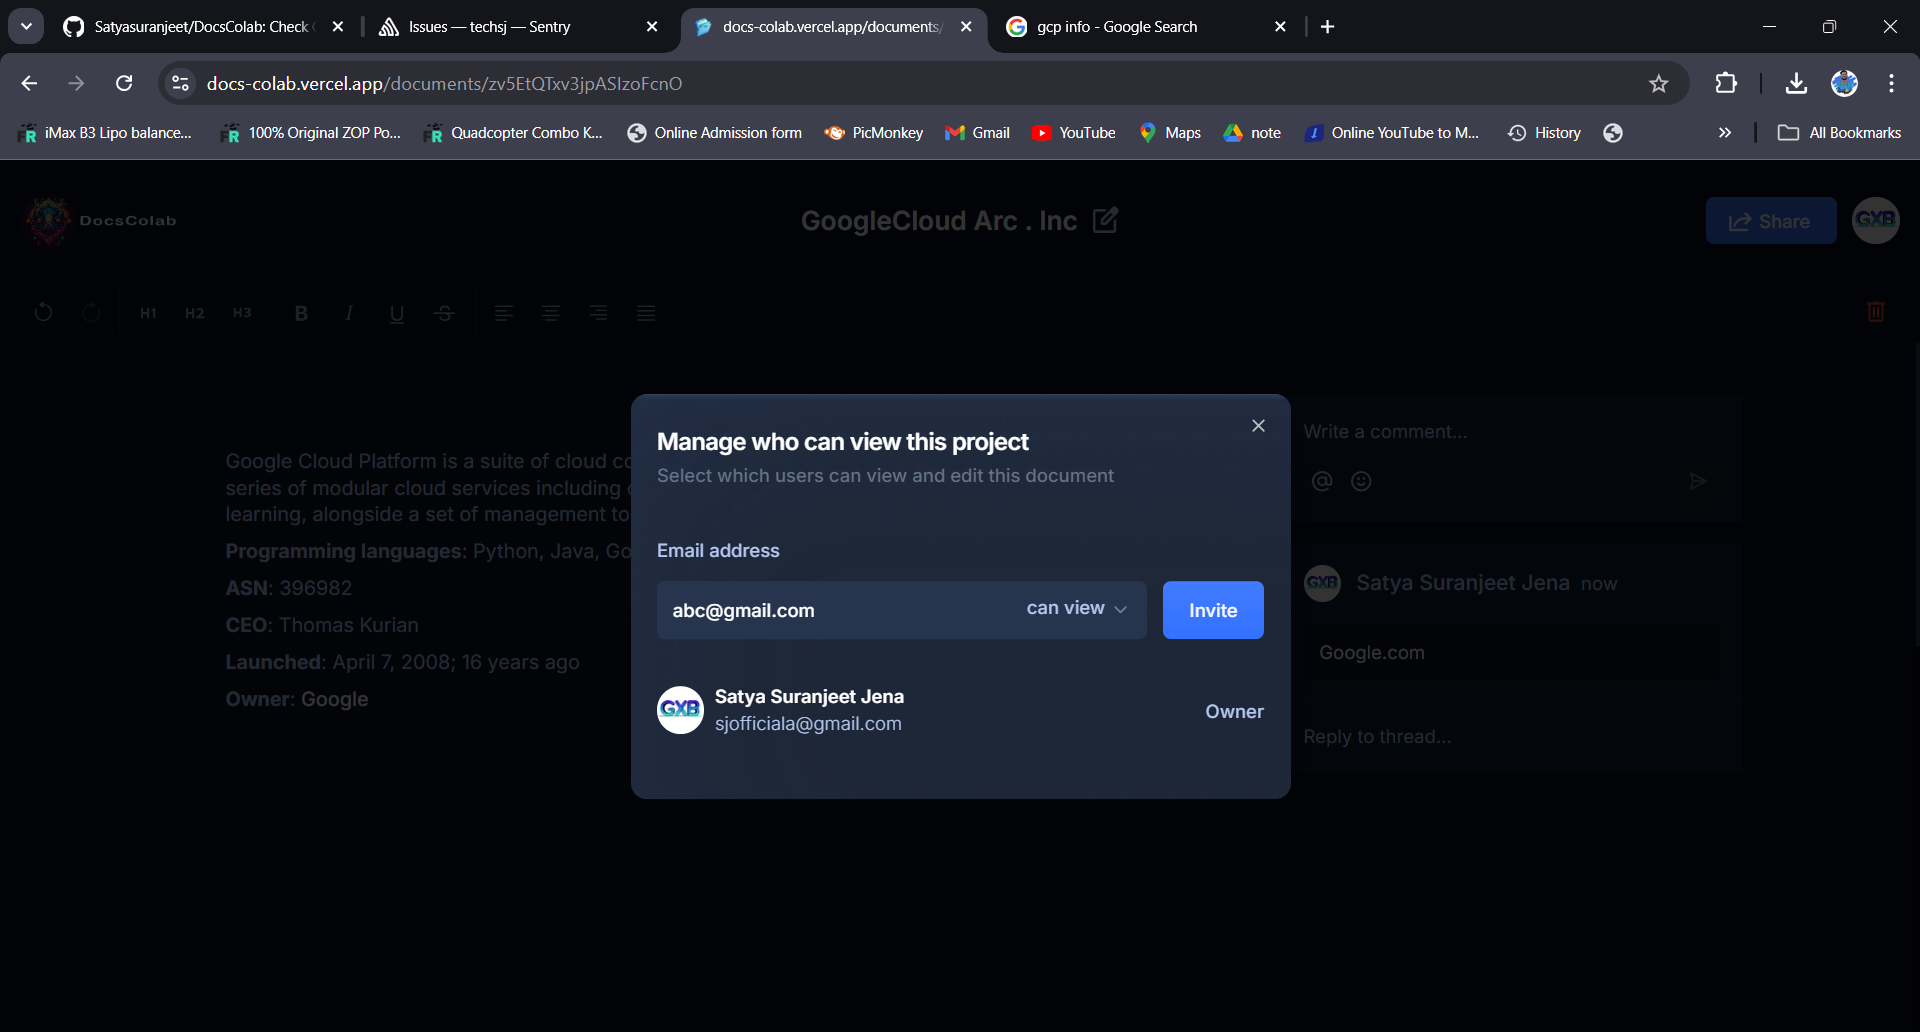 Satyasuranjeet/DocsColab: Check
Issues — techsj — Sentry
docs-colab.vercel.app/documents/
gcp info - Google Search
docs-colab.vercel.app/documents/zv5EtQTxv3jpASIzoFcnO
iMax B3 Lipo balance...
100% Original ZOP Po...
Quadcopter Combo K...
Online Admission form
PicMonkey
Gmail
YouTube
Maps
note
Online YouTube to M...
History
All Bookmarks
DocsColab
GoogleCloud Arc . Inc
Share
GXB
H1 H2 H3 B I U S
Google Cloud Platform is a suite of cloud co
series of modular cloud services including
learning, alongside a set of management to
Programming languages: Python, Java, Go
ASN: 396982
CEO: Thomas Kurian
Launched: April 7, 2008; 16 years ago
Owner: Google
Manage who can view this project
Select which users can view and edit this document
Email address
abc@gmail.com
can view
Invite
GXB
Satya Suranjeet Jena
sjofficiala@gmail.com
Owner
Write a comment...
GXB
Satya Suranjeet Jena now
Google.com
Reply to thread...